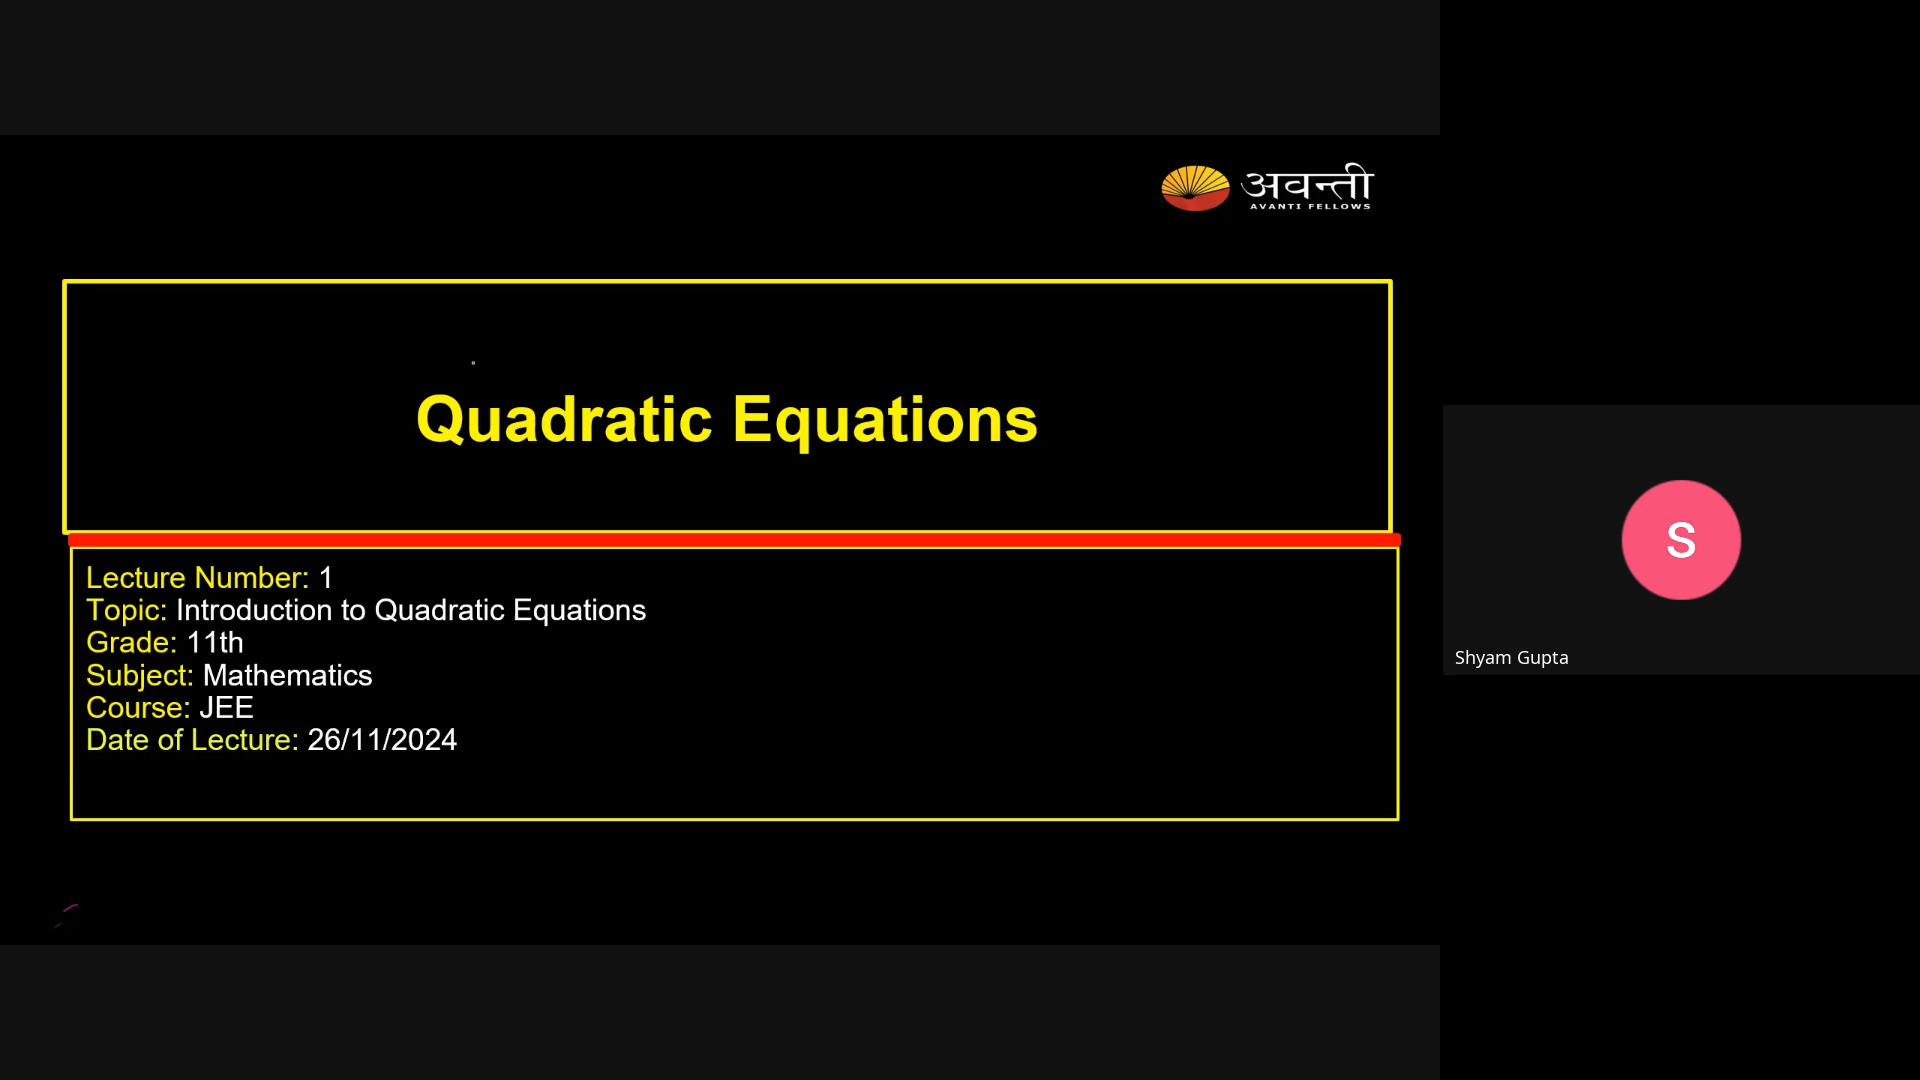 अवन्ती
AVANTI FELLOWS
Quadratic Equations
Lecture Number: 1
Topic: Introduction to Quadratic Equations
Grade: 11th
Subject: Mathematics
Course: JEE
Date of Lecture: 26/11/2024
S
Shyam Gupta